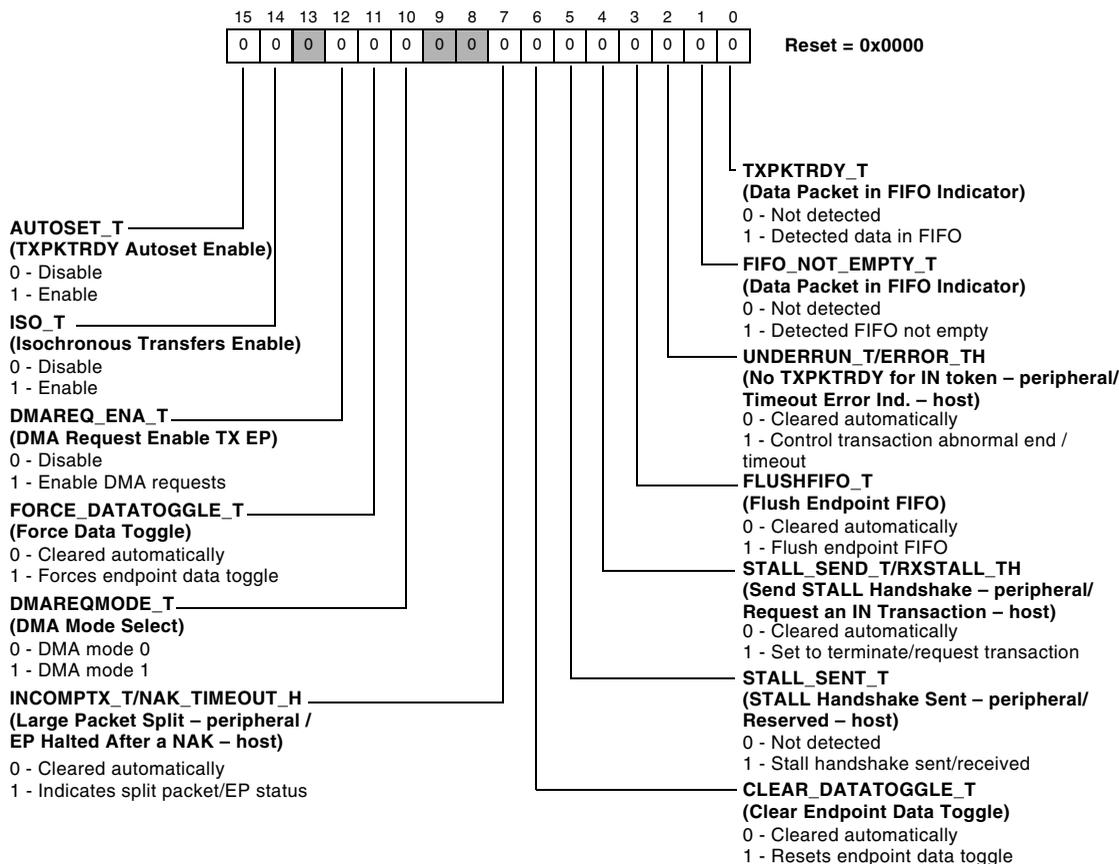 15 14 13 12 11 10 9 8 7 6 5 4 3 2 1 0
0 0 0 0 0 0 0 0 0 0 0 0 0 0 0 0
Reset = 0x0000
AUTOSET_T
(TXPKTRDY Autoset Enable)
0 - Disable
1 - Enable
ISO_T
(Isochronous Transfers Enable)
0 - Disable
1 - Enable
DMAREQ_ENA_T
(DMA Request Enable TX EP)
0 - Disable
1 - Enable DMA requests
FORCE_DATATOGGLE_T
(Force Data Toggle)
0 - Cleared automatically
1 - Forces endpoint data toggle
DMAREQMODE_T
(DMA Mode Select)
0 - DMA mode 0
1 - DMA mode 1
INCOMPTX_T/NAK_TIMEOUT_H
(Large Packet Split – peripheral /
EP Halted After a NAK – host)
0 - Cleared automatically
1 - Indicates split packet/EP status
TXPKTRDY_T
(Data Packet in FIFO Indicator)
0 - Not detected
1 - Detected data in FIFO
FIFO_NOT_EMPTY_T
(Data Packet in FIFO Indicator)
0 - Not detected
1 - Detected FIFO not empty
UNDERRUN_T/ERROR_TH
(No TXPKTRDY for IN token – peripheral/
Timeout Error Ind. – host)
0 - Cleared automatically
1 - Control transaction abnormal end /
timeout
FLUSHFIFO_T
(Flush Endpoint FIFO)
0 - Cleared automatically
1 - Flush endpoint FIFO
STALL_SEND_T/RXSTALL_TH
(Send STALL Handshake – peripheral/
Request an IN Transaction – host)
0 - Cleared automatically
1 - Set to terminate/request transaction
STALL_SENT_T
(STALL Handshake Sent – peripheral/
Reserved – host)
0 - Not detected
1 - Stall handshake sent/received
CLEAR_DATATOGGLE_T
(Clear Endpoint Data Toggle)
0 - Cleared automatically
1 - Resets endpoint data toggle